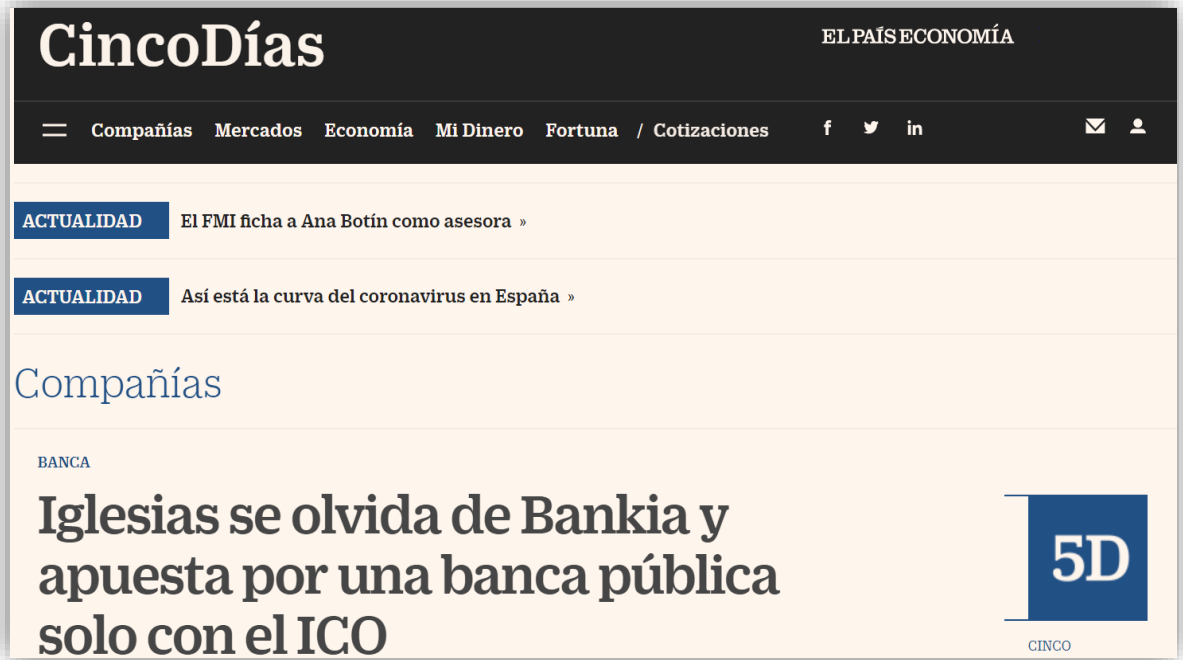 CincoDías
EL PAÍS ECONOMÍA
Compañías Mercados Economía Mi Dinero Fortuna / Cotizaciones f in
ACTUALIDAD El FMI ficha a Ana Botín como asesora »
ACTUALIDAD Así está la curva del coronavirus en España »
Compañías
BANCA
Iglesias se olvida de Bankia y
apuesta por una banca pública
solo con el ICO
5D
CINCO